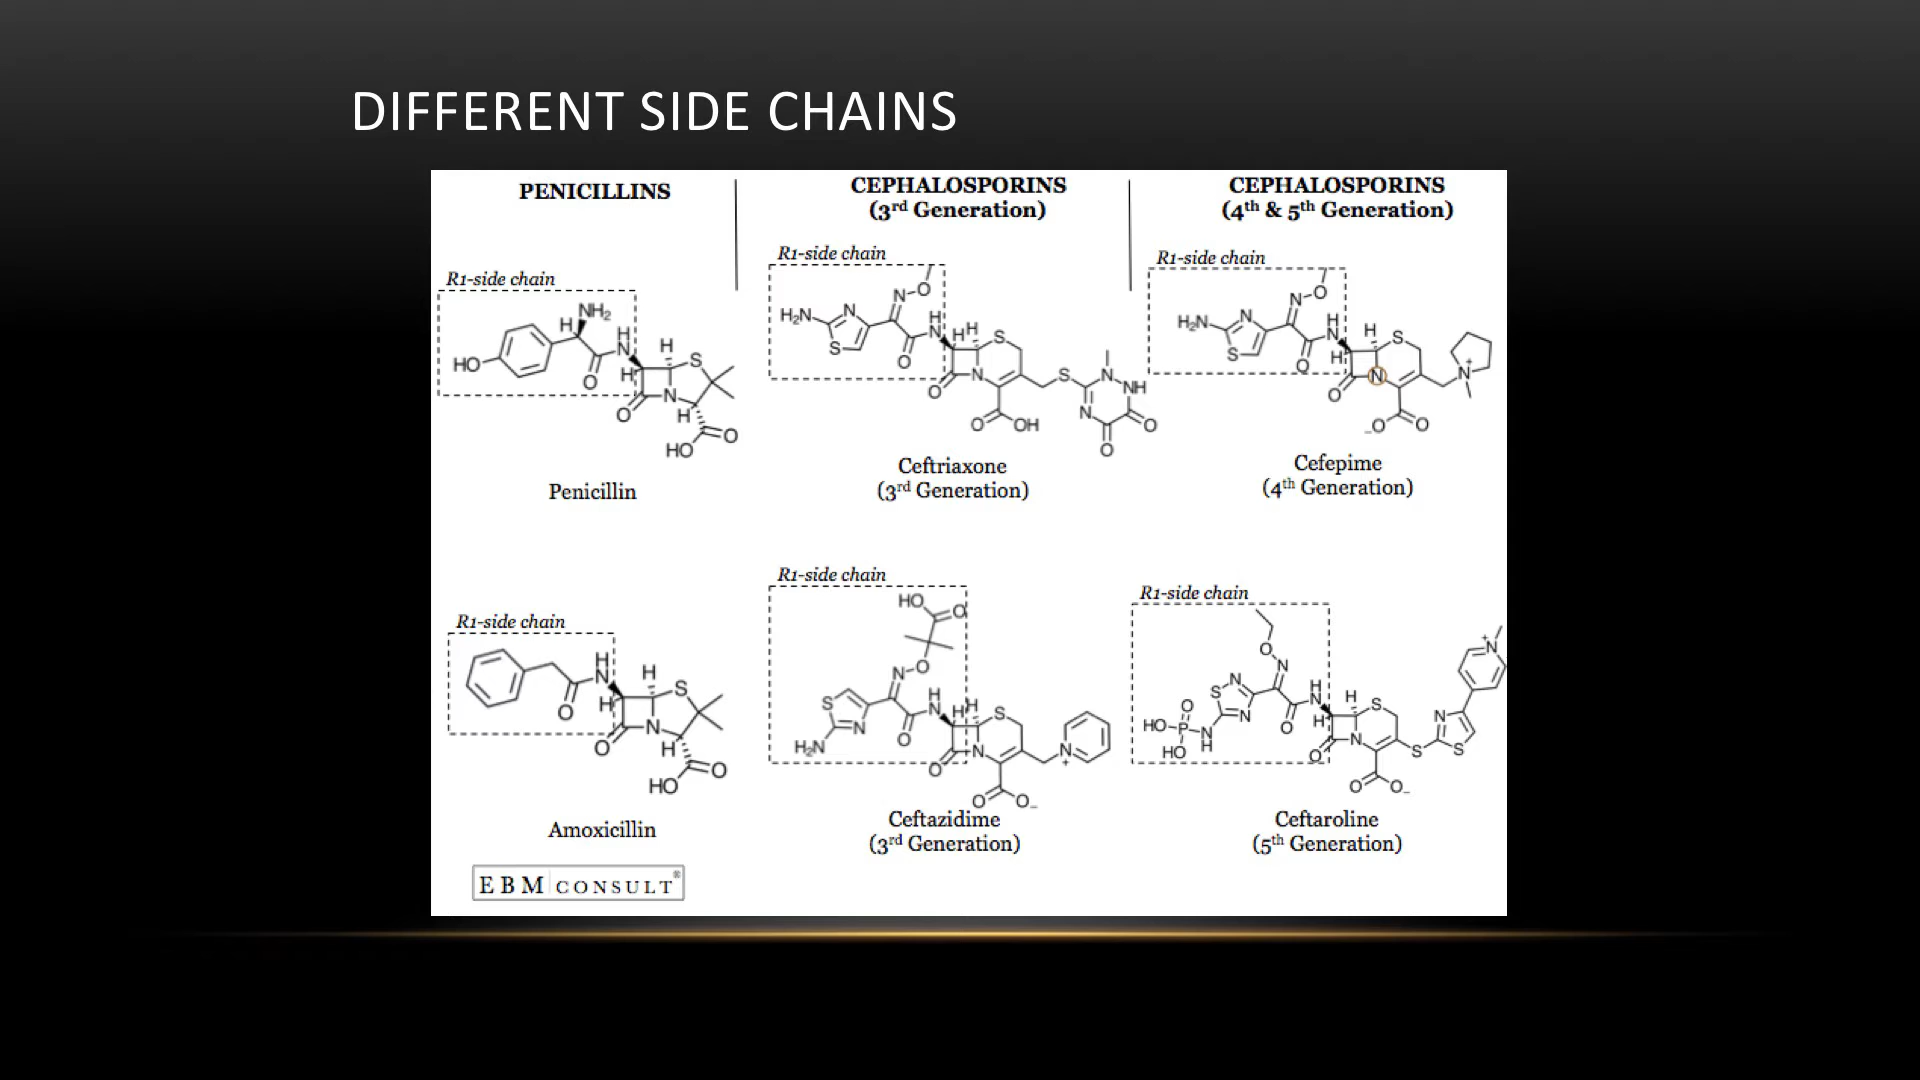 DIFFERENT SIDE CHAINS
PENICILLINS
CEPHALOSPORINS
(3rd Generation)
CEPHALOSPORINS
(4th & 5th Generation)
R1-side chain
NH2
H
H
N
HO
O
H
H
S
O
N
H
HO
O
Penicillin
R1-side chain
N
O
H2N
N
S
H
N
O
H
H
S
O
N
S
N
NH
N
O
O
O
OH
Ceftriaxone
(3rd Generation)
R1-side chain
N
O
H2N
N
S
H
N
O
H
H
S
O
N
N
+
–O
O
Cefepime
(4th Generation)
R1-side chain
H
N
O
H
H
S
O
N
H
HO
O
Amoxicillin
R1-side chain
HO
O
N
O
S
N
H2N
H
N
O
H
H
S
O
N
N
+
O
O–
Ceftazidime
(3rd Generation)
R1-side chain
O
N
S
N
N
O
HO
P
HO
N
H
H
N
O
H
H
S
O
N
S
N
S
N
+
O
O–
Ceftaroline
(5th Generation)
EBM CONSULT®